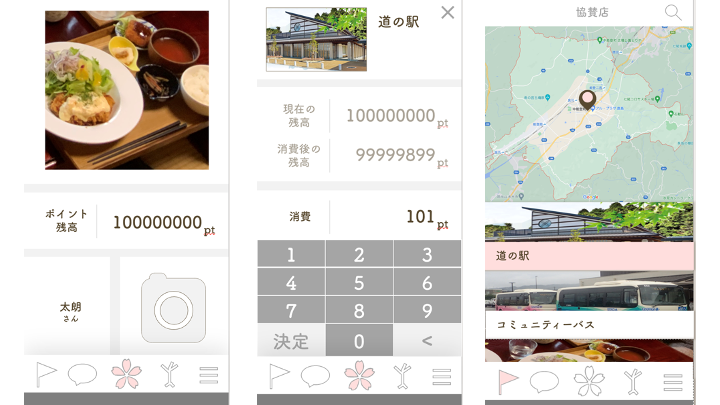 ポイント
残高
100000000pt
太朗
さん
道の駅
現在の
残高
100000000pt
消費後の
残高
99999899pt
消費
101pt
1 2 3
4 5 6
7 8 9
決定 0 <
協賛店
Google
道の駅
コミュニティーバス